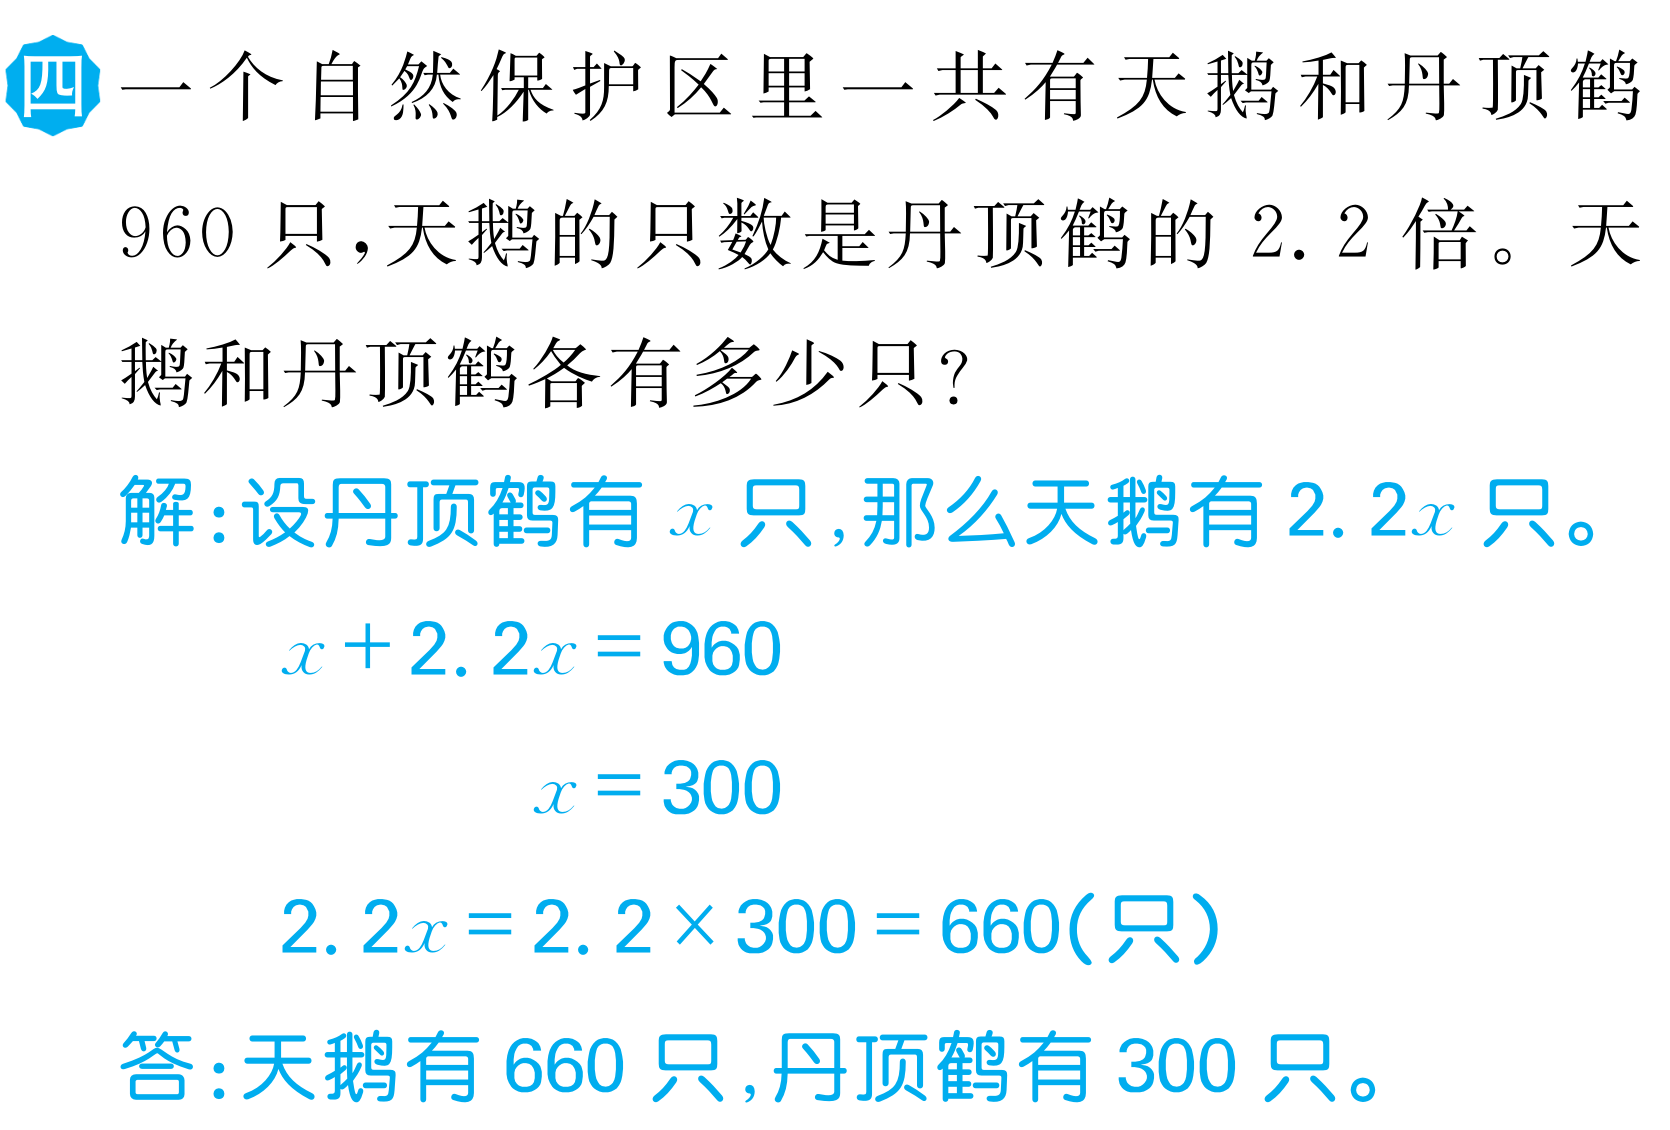 四 一个自然保护区里一共有天鹅和丹顶鹤
960 只,天鹅的只数是丹顶鹤的 2.2 倍。天
鹅和丹顶鹤各有多少只?
解:设丹顶鹤有 x 只,那么天鹅有 2.2x 只。
x+2.2x=960
x=300
2.2x=2.2×300=660(只)
答:天鹅有 660 只,丹顶鹤有 300 只。